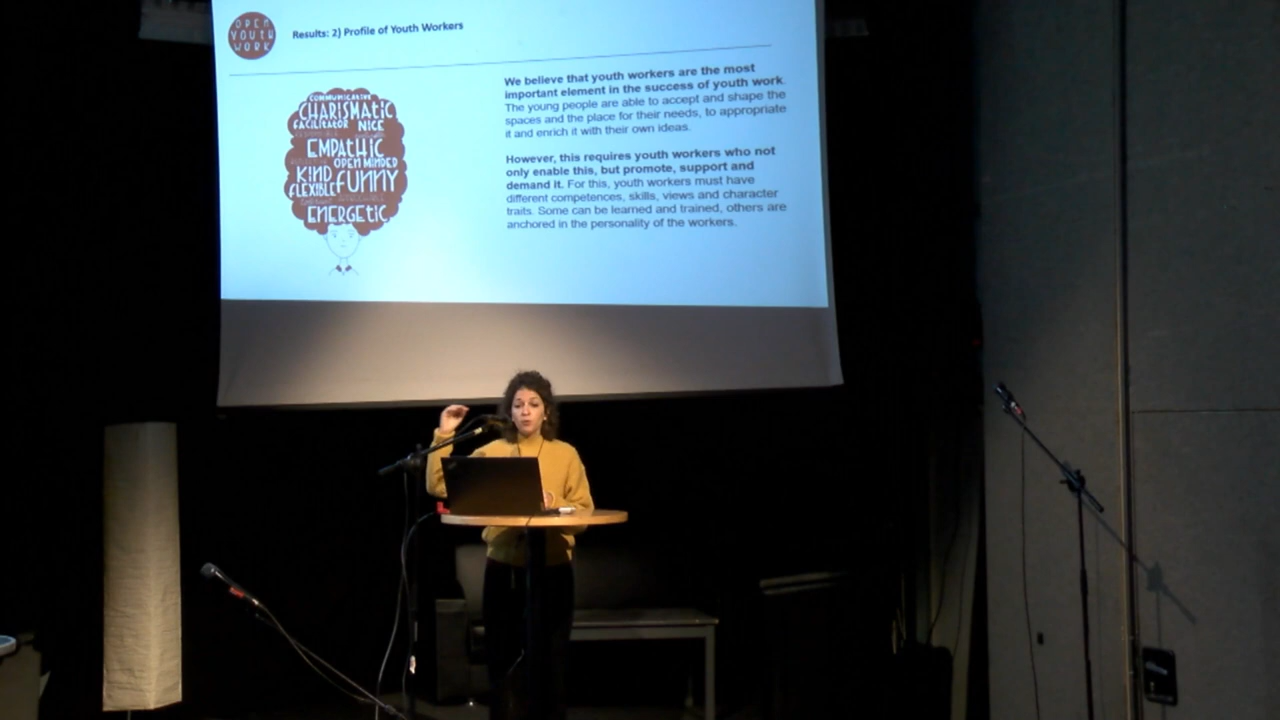 OPEN
YOUTH
WORK
Results: 2) Profile of Youth Workers
COMMUNICATIVE
CHARISMATIC
FACILITATOR NICE
EMPATHIC
OPEN MINDED
KIND
FLEXIBLE FUNNY
ENERGETIC
We believe that youth workers are the most
important element in the success of youth work.
The young people are able to accept and shape the
spaces and the place for their needs, to appropriate
it and enrich it with their own ideas.
However, this requires youth workers who not
only enable this, but promote, support and
demand it. For this, youth workers must have
different competences, skills, views and character
traits. Some can be learned and trained, others are
anchored in the personality of the workers.